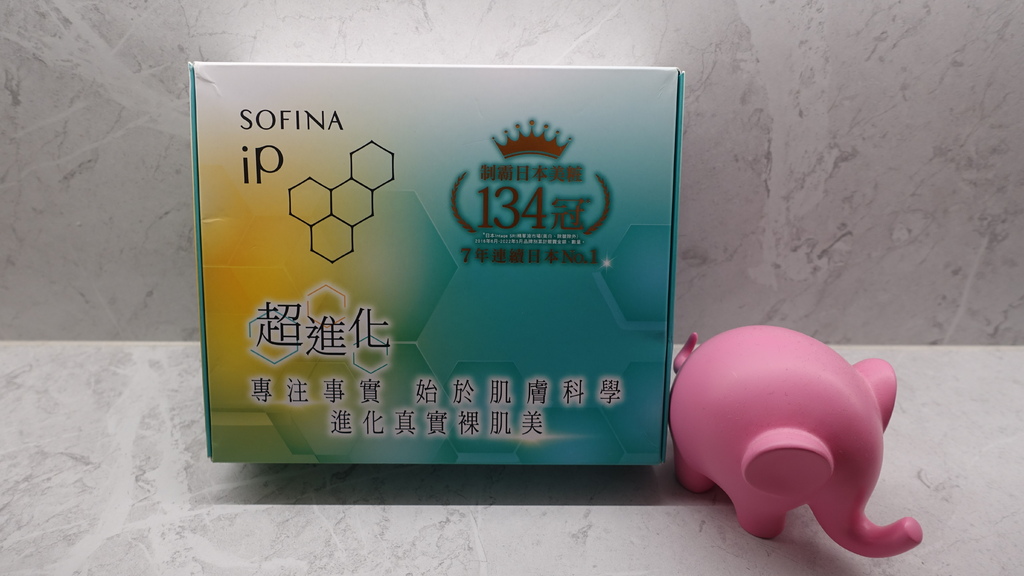 SOFINA
iP
制霸日本美妝
134冠
7年連續日本No.1
超進化
專注事實 始於肌膚科學
進化真實裸肌美